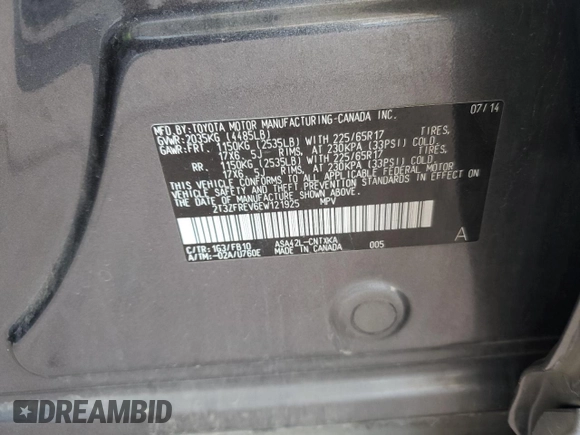 MFD.BY: TOYOTA MOTOR MANUFACTURING-CANADA INC. 07/14
GVWR: 2035KG (4485LB)
GAWR: FRT. 1150KG (2535LB) WITH 225/65R17 TIRES,
17X6.5J RIMS, AT 230KPA (33PSI) COLD.
RR. 1150KG (2535LB) WITH 225/65R17 TIRES,
17X6.5J RIMS, AT 230KPA (33PSI) COLD.
THIS VEHICLE CONFORMS TO ALL APPLICABLE FEDERAL MOTOR
VEHICLE SAFETY STANDARDS IN EFFECT ON THE
DATE OF MANUFACTURE SHOWN ABOVE.
2T3ZFREV6EW121925 MPV
C/TR: 1G3/FB10 ASA42L-CNTXKA 005 A
A/TM: -02A/U760E MADE IN CANADA
DREAMBID